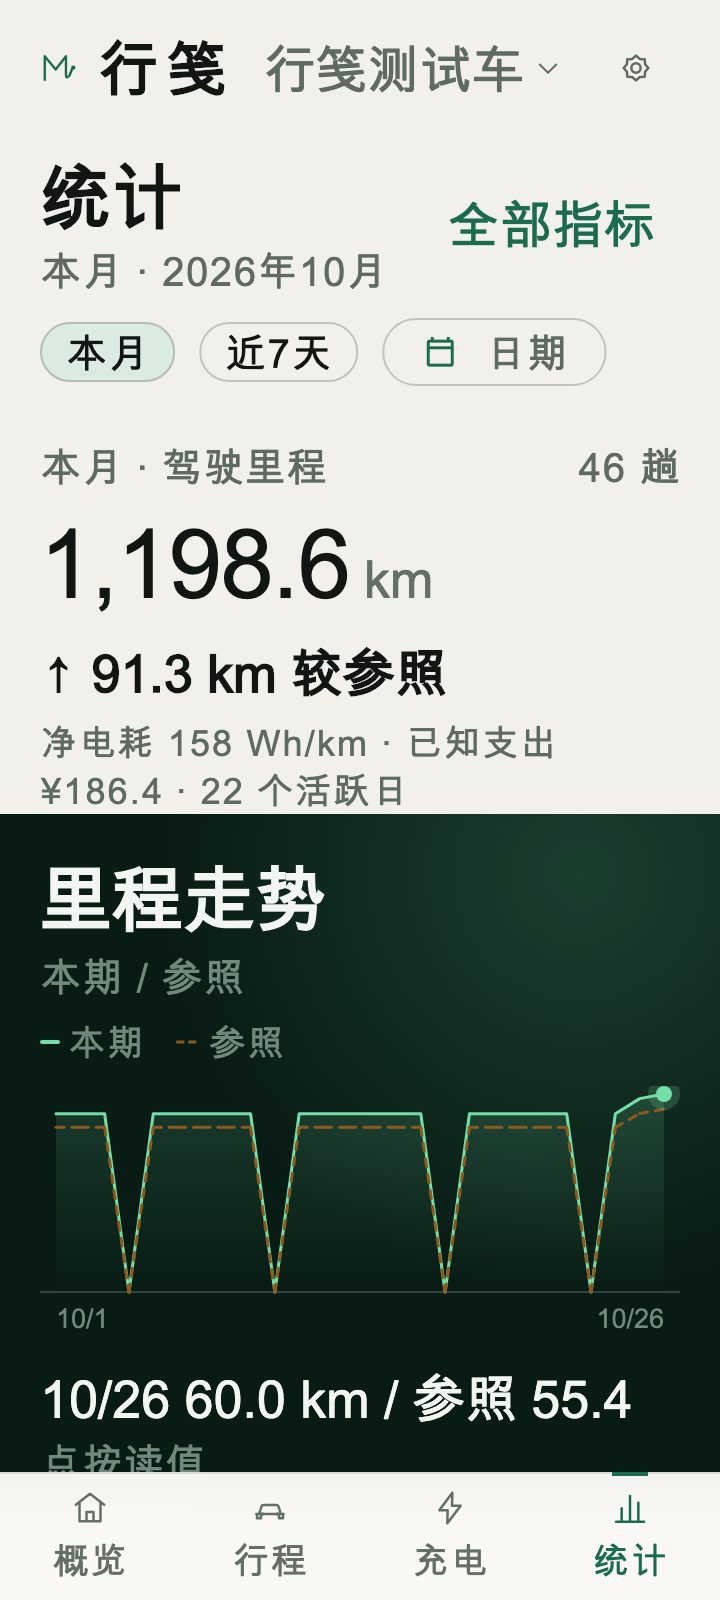 行笺 行笺测试车
统计
全部指标
本月 · 2026年10月
本月 近7天 日期
本月 · 驾驶里程 46 趟
1,198.6 km
↑ 91.3 km 较参照
净电耗 158 Wh/km · 已知支出
¥186.4 · 22 个活跃日
里程走势
本期 / 参照
本期 参照
10/1 10/26
10/26 60.0 km / 参照 55.4
点按读值
概览 行程 充电 统计